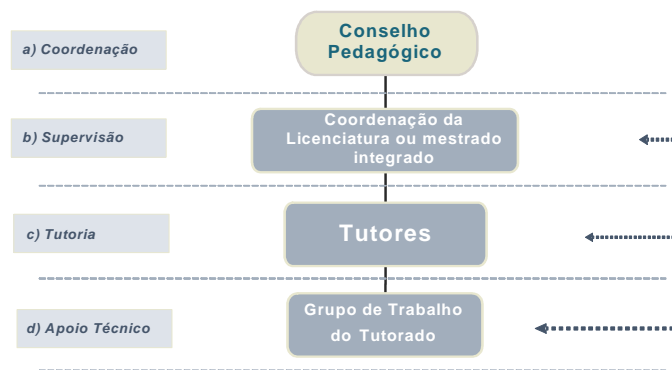 a) Coordenação
Conselho
Pedagógico
b) Supervisão
Coordenação da
Licenciatura ou mestrado
integrado
c) Tutoria
Tutores
d) Apoio Técnico
Grupo de Trabalho
do Tutorado